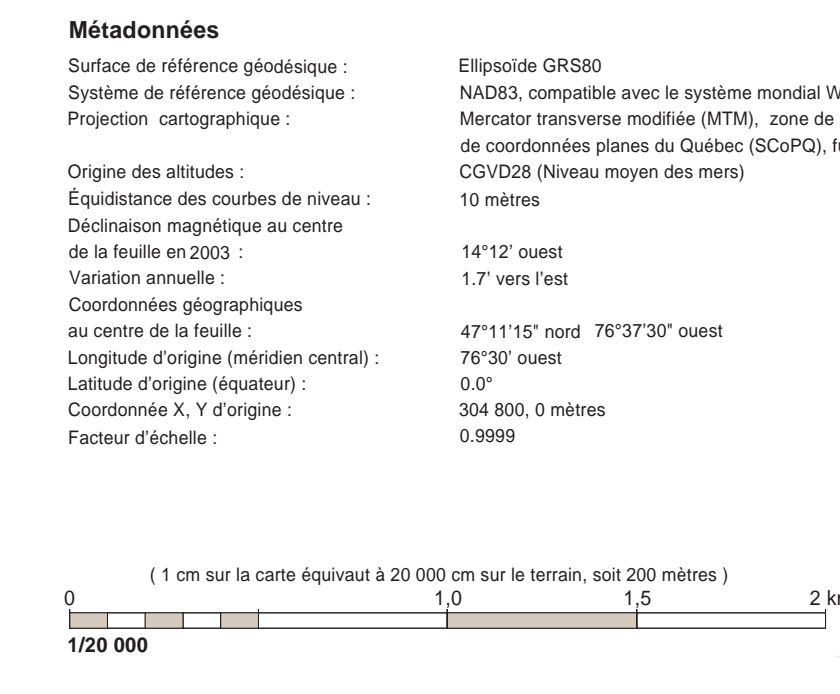 Métadonnées
Surface de référence géodésique : Ellipsoïde GRS80
Système de référence géodésique : NAD83, compatible avec le système mondial
Projection cartographique : Mercator transverse modifiée (MTM), zone de
de coordonnées planes du Québec (SCoPQ),
Origine des altitudes : CGVD28 (Niveau moyen des mers)
Équidistance des courbes de niveau : 10 mètres
Déclinaison magnétique au centre
de la feuille en 2003 : 14°12’ ouest
Variation annuelle : 1.7’ vers l’est
Coordonnées géographiques
au centre de la feuille : 47°11’15" nord 76°37’30" ouest
Longitude d’origine (méridien central) : 76°30’ ouest
Latitude d’origine (équateur) : 0.0°
Coordonnée X, Y d’origine : 304 800, 0 mètres
Facteur d’échelle : 0.9999
( 1 cm sur la carte équivaut à 20 000 cm sur le terrain, soit 200 mètres )
0 1,0 1,5 2
1/20 000